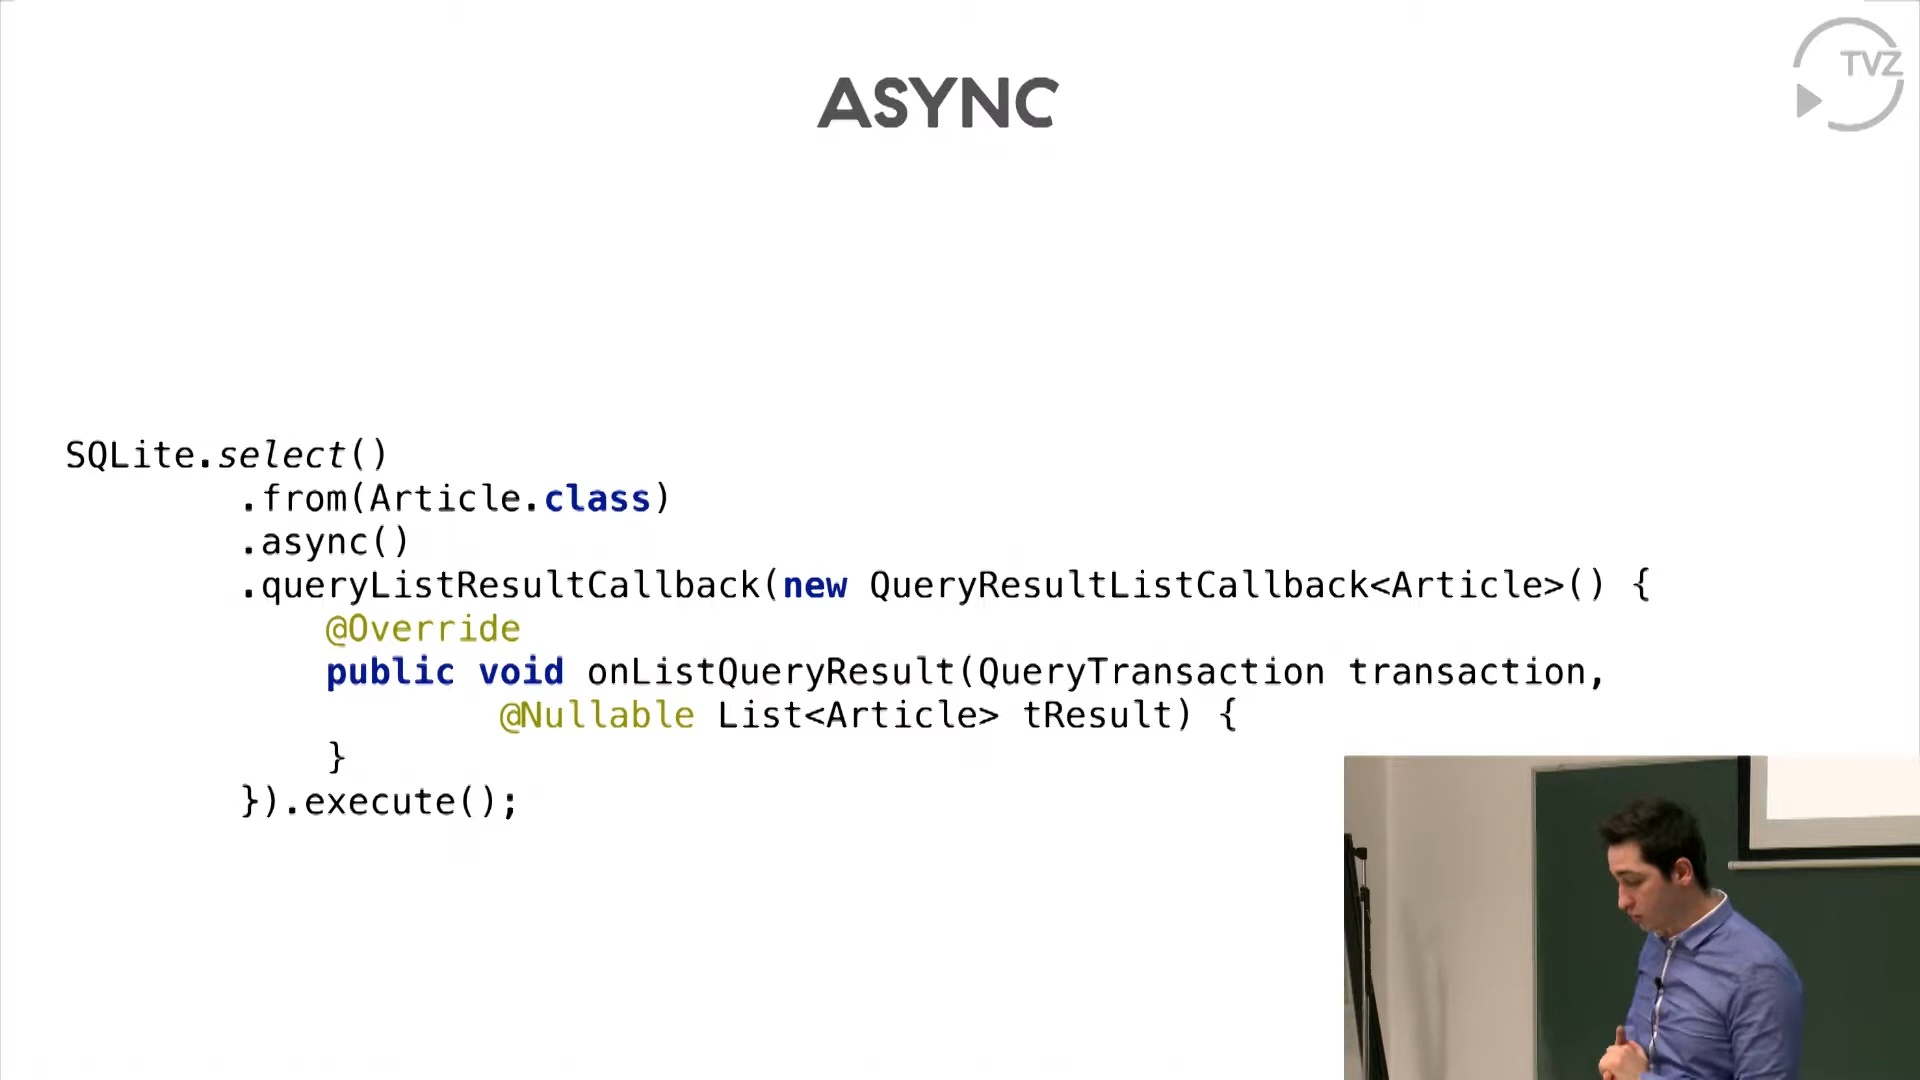 TVZ
ASYNC
SQLite.select()
.from(Article.class)
.async()
.queryListResultCallback(new QueryResultListCallback<Article>() {
@Override
public void onListQueryResult(QueryTransaction transaction,
@Nullable List<Article> tResult) {
}
}).execute();